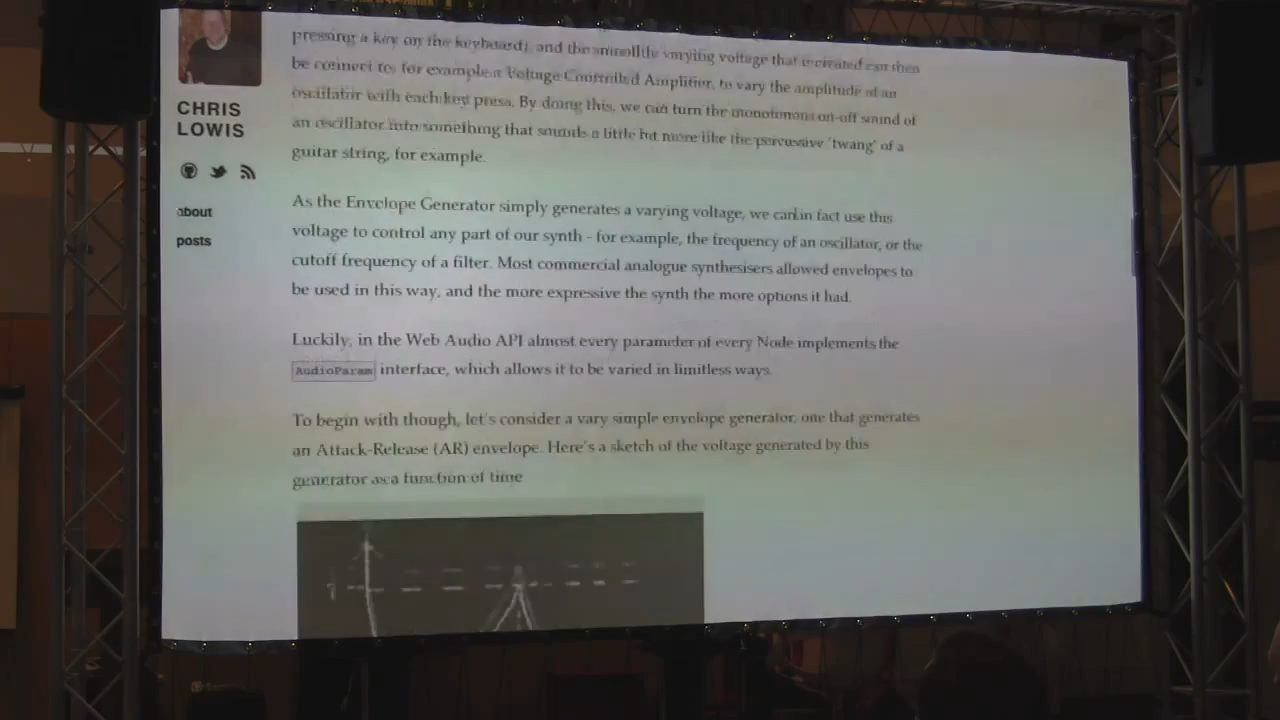 CHRIS
LOWIS
about
posts
pressing a key on the keyboard), and the smoothly varying voltage that is created can then
be connect to, for example a Voltage Controlled Amplifier, to vary the amplitude of an
oscillator with each key press. By doing this, we can turn the monotonous on-off sound of
an oscillator into something that sounds a little bit more like the percussive 'twang' of a
guitar string, for example.
As the Envelope Generator simply generates a varying voltage, we can in fact use this
voltage to control any part of our synth - for example, the frequency of an oscillator, or the
cutoff frequency of a filter. Most commercial analogue synthesisers allowed envelopes to
be used in this way, and the more expressive the synth the more options it had.
Luckily, in the Web Audio API almost every parameter of every Node implements the
AudioParam interface, which allows it to be varied in limitless ways.
To begin with though, let's consider a vary simple envelope generator, one that generates
an Attack-Release (AR) envelope. Here's a sketch of the voltage generated by this
generator as a function of time